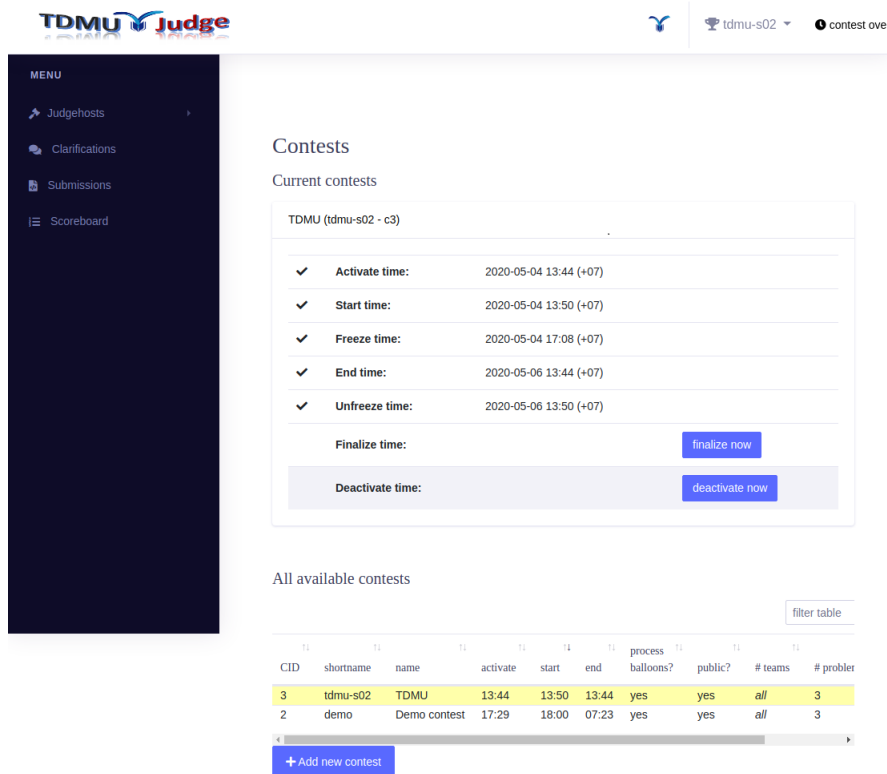 TDMU Judge
tdmu-s02
contest ove
MENU
Judgehosts
Clarifications
Submissions
Scoreboard
Contests
Current contests
TDMU (tdmu-s02 - c3)
Activate time: 2020-05-04 13:44 (+07)
Start time: 2020-05-04 13:50 (+07)
Freeze time: 2020-05-04 17:08 (+07)
End time: 2020-05-06 13:44 (+07)
Unfreeze time: 2020-05-06 13:50 (+07)
Finalize time: finalize now
Deactivate time: deactivate now
All available contests
filter table
CID shortname name activate start end process balloons? public? # teams # probler
3 tdmu-s02 TDMU 13:44 13:50 13:44 yes yes all 3
2 demo Demo contest 17:29 18:00 07:23 yes yes all 3
Add new contest